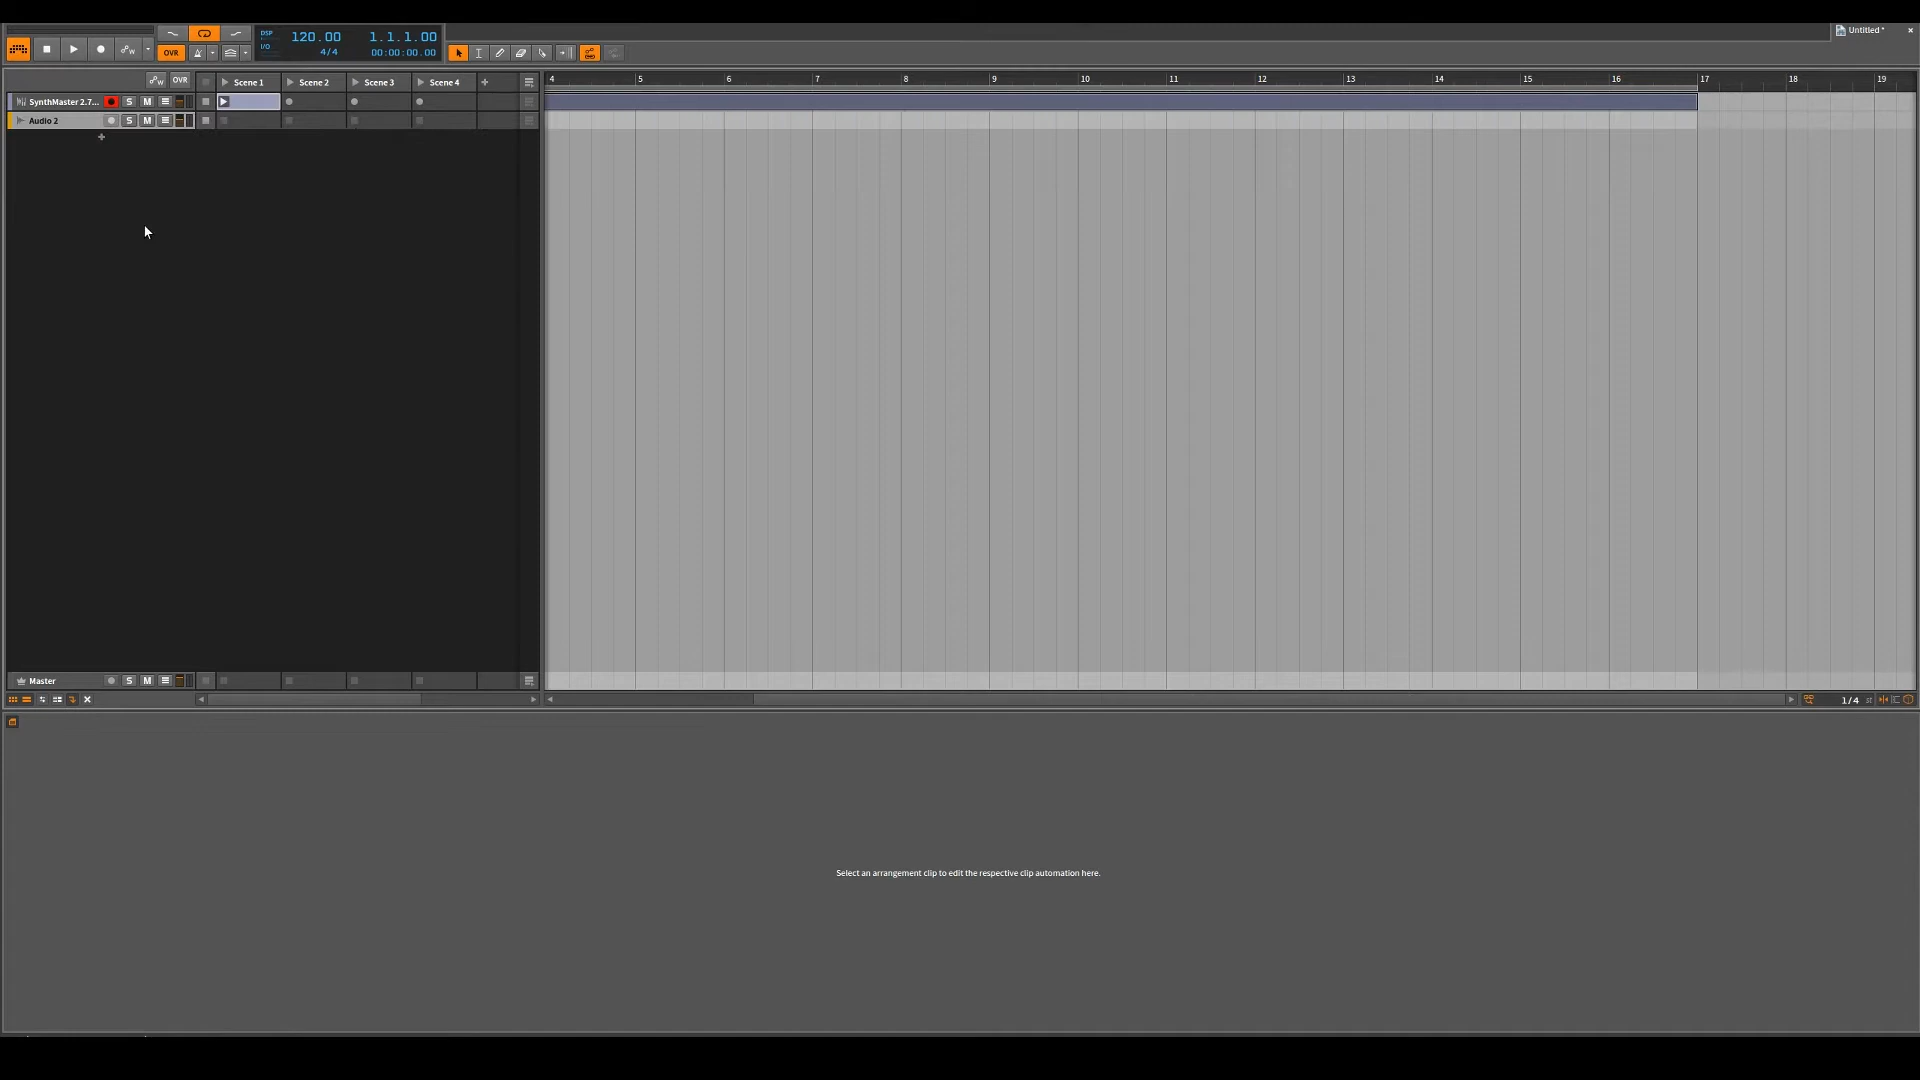 Untitled *
OVR
DSP
I/O
120.00
4/4
1.1.1.00
00:00:00.00
OVR
Scene 1
Scene 2
Scene 3
Scene 4
4 5 6 7 8 9 10 11 12 13 14 15 16 17 18 19
SynthMaster 2.7... S M
Audio 2 S M
Master S M
1/4
Select an arrangement clip to edit the respective clip automation here.